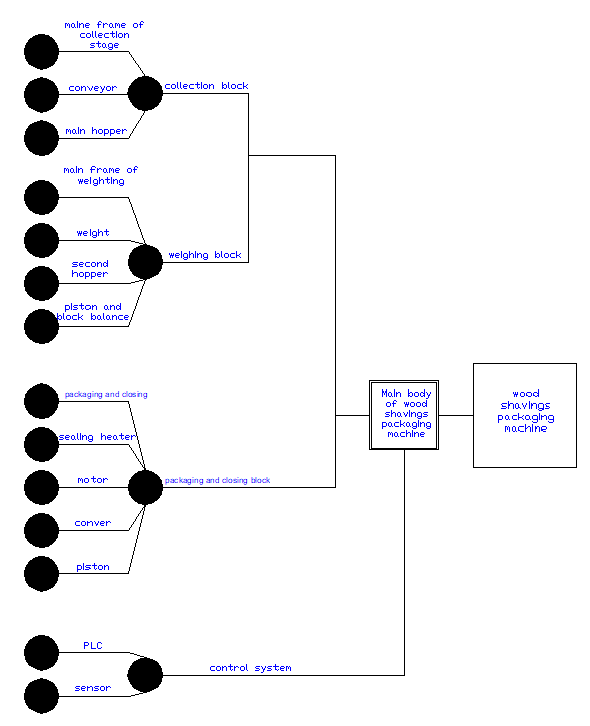 maine frame of
collection
stage
conveyor
collection block
main hopper
main frame of
weighting
weight
weighing block
second
hopper
piston and
block balance
packaging and closing
sealing heater
motor
packaging and closing block
conver
piston
Main body
of wood
shavings
packaging
machine
wood
shavings
packaging
machine
PLC
control system
sensor